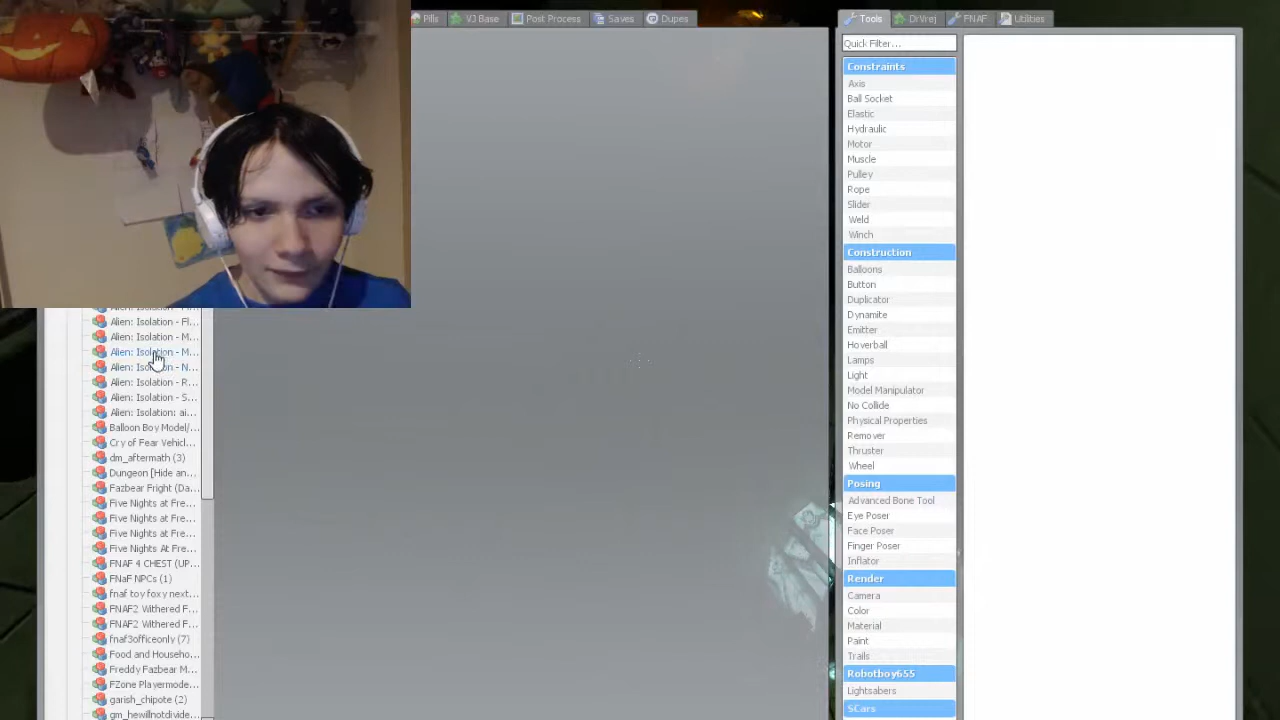 Pills
VJ Base
Post Process
Saves
Dupes
Tools
DrVrej
FNAF
Utilities
Quick Filter...
Constraints
Axis
Ball Socket
Elastic
Hydraulic
Motor
Muscle
Pulley
Rope
Slider
Weld
Winch
Construction
Balloons
Button
Duplicator
Dynamite
Emitter
Hoverball
Lamps
Light
Model Manipulator
No Collide
Physical Properties
Remover
Thruster
Wheel
Posing
Advanced Bone Tool
Eye Poser
Face Poser
Finger Poser
Inflator
Render
Camera
Color
Material
Paint
Trails
Robotboy655
Lightsabers
SCars
Alien: Isolation - Fl...
Alien: Isolation - M...
Alien: Isolation - M...
Alien: Isolation - N...
Alien: Isolation - R...
Alien: Isolation - S...
Alien: Isolation: ai...
Balloon Boy Model/...
Cry of Fear Vehicl...
dm_aftermath (3)
Dungeon [Hide an...
Fazbear Fright (Da...
Five Nights at Fre...
Five Nights at Fre...
Five Nights at Fre...
Five Nights At Fre...
FNAF 4 CHEST (UP...
FNaF NPCs (1)
fnaf toy foxy next...
FNAF2 Withered F...
FNAF2 Withered F...
fnaf3officeonly (7)
Food and Househo...
Freddy Fazbear M...
FZone Playermode...
garish_chipote (2)
gm_hewillnotdivide...